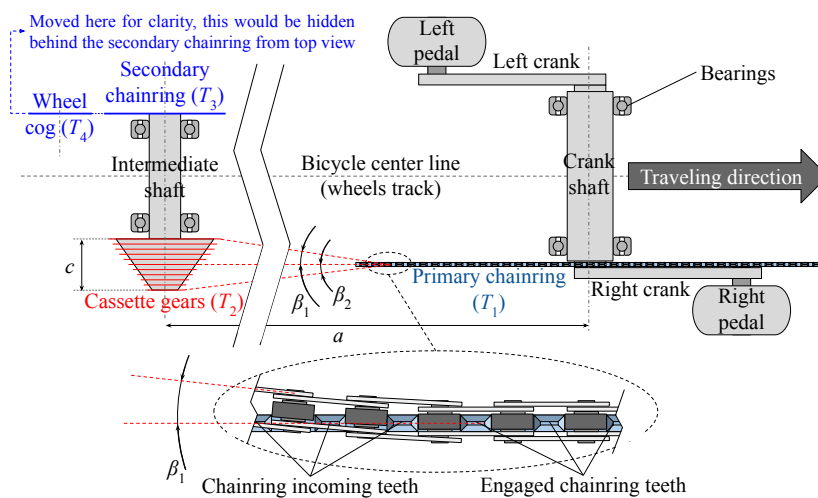 Moved here for clarity, this would be hidden
behind the secondary chainring from top view
Left
pedal
Left crank
Bearings
Secondary
chainring (T3)
Wheel
cog (T4)
Intermediate
shaft
Bicycle center line
(wheels track)
Crank
shaft
Traveling direction
c
β1
β2
Cassette gears (T2)
Primary chainring
(T1)
Right crank
Right
pedal
a
β1
Chainring incoming teeth
Engaged chainring teeth